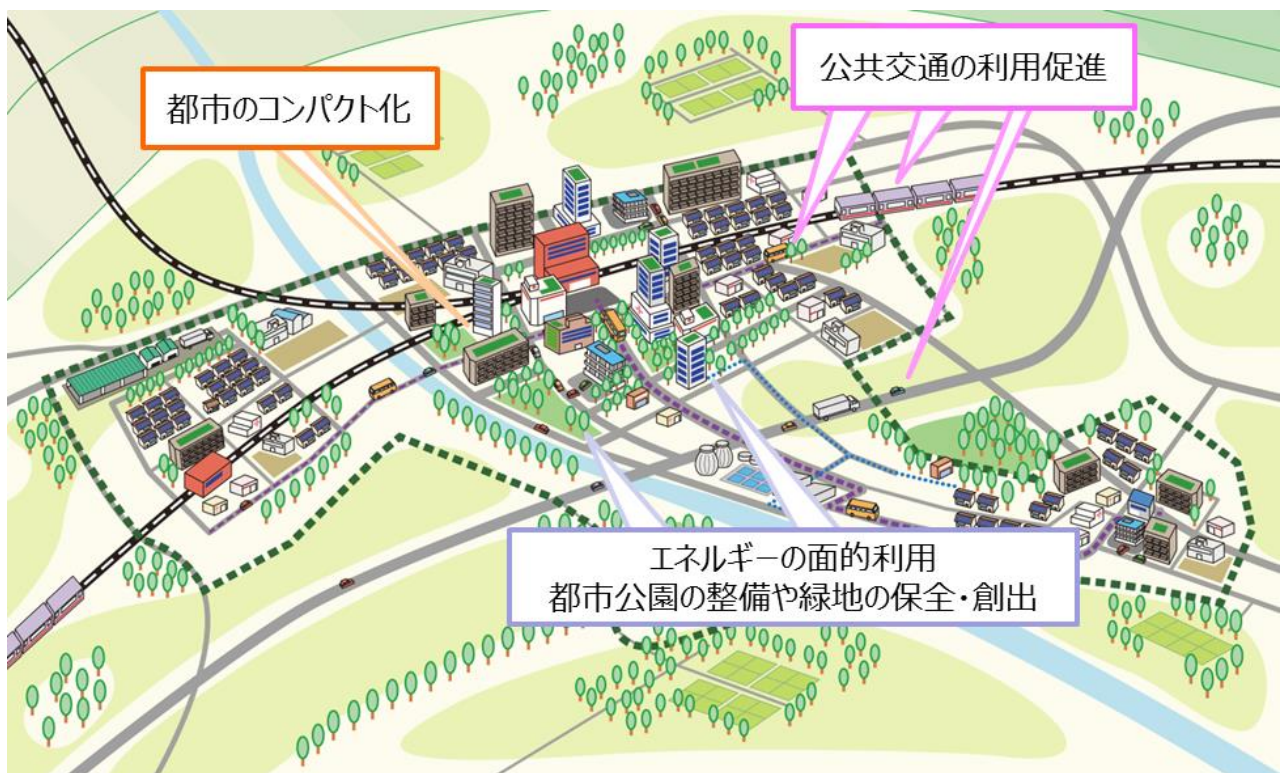 公共交通の利用促進
都市のコンパクト化
エネルギーの面的利用
都市公園の整備や緑地の保全・創出